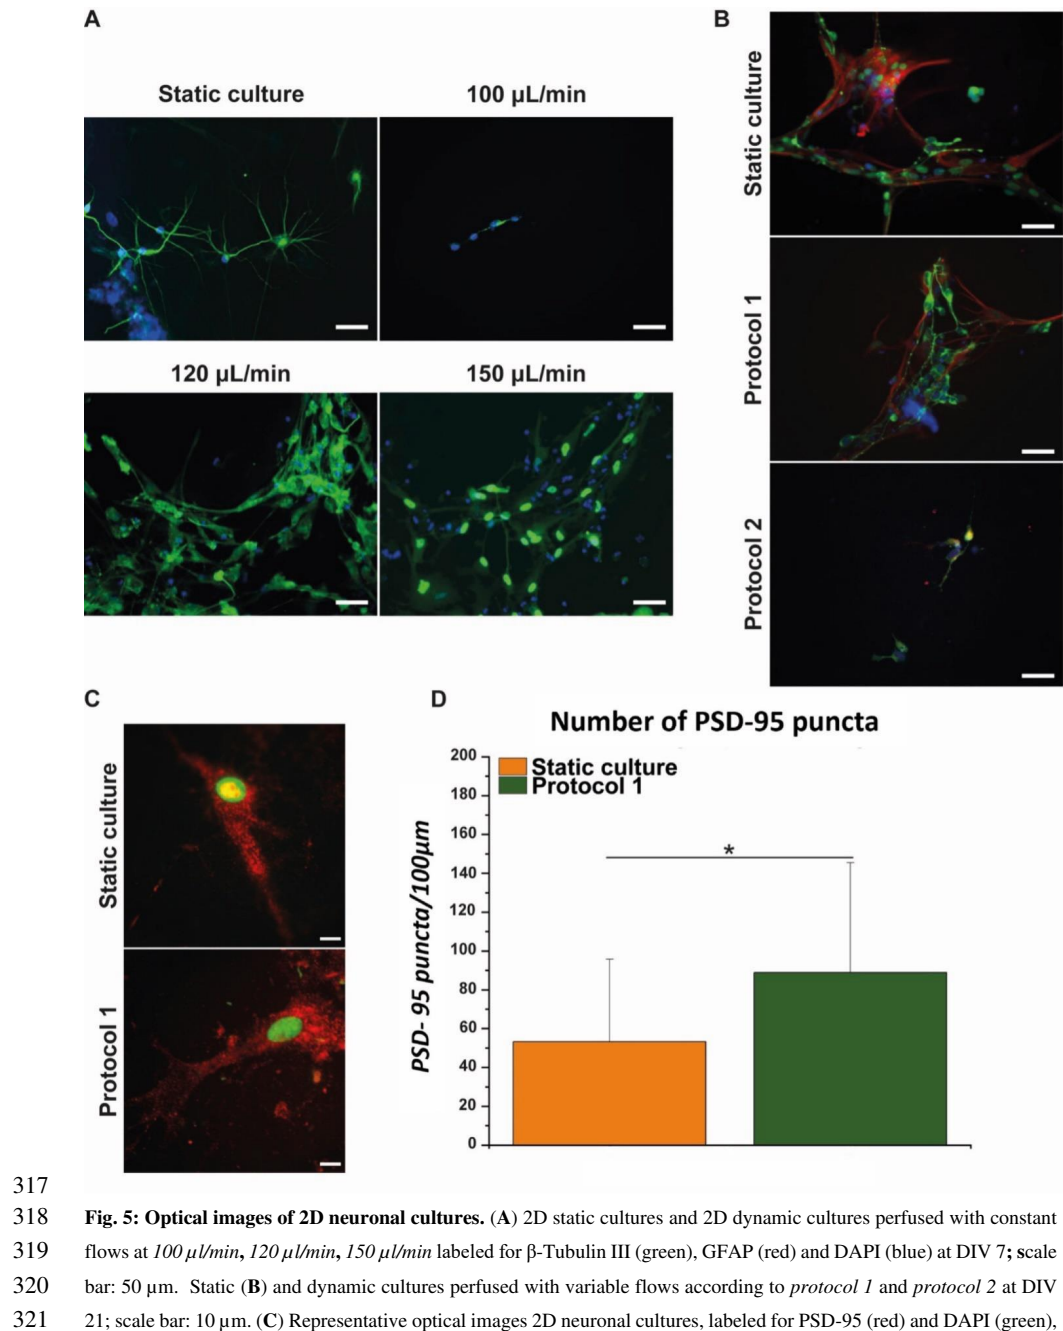 A
Static culture
100 µL/min
120 µL/min
150 µL/min
B
Static culture
Protocol 1
Protocol 2
C
Static culture
Protocol 1
D
Number of PSD-95 puncta
PSD- 95 puncta/100µm
200
180
160
140
120
100
80
60
40
20
0
Static culture
Protocol 1
*
317
318 Fig. 5: Optical images of 2D neuronal cultures. (A) 2D static cultures and 2D dynamic cultures perfused with constant
319 flows at 100 µl/min, 120 µl/min, 150 µl/min labeled for β-Tubulin III (green), GFAP (red) and DAPI (blue) at DIV 7; scale
320 bar: 50 µm. Static (B) and dynamic cultures perfused with variable flows according to protocol 1 and protocol 2 at DIV
321 21; scale bar: 10 µm. (C) Representative optical images 2D neuronal cultures, labeled for PSD-95 (red) and DAPI (green),